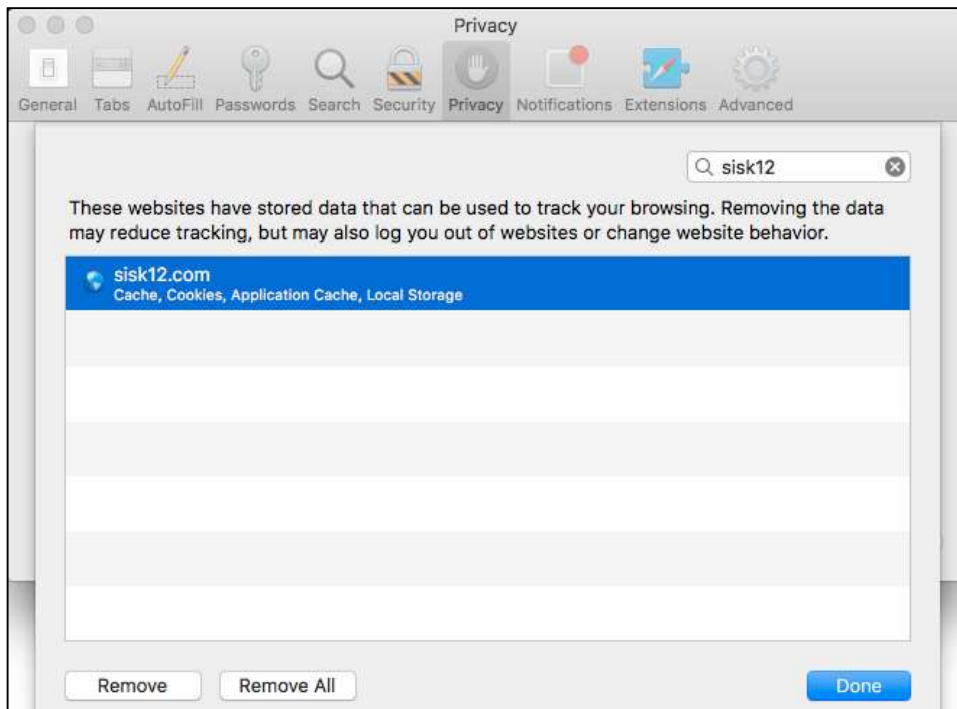 Privacy
General Tabs AutoFill Passwords Search Security Privacy Notifications Extensions Advanced
sisk12
These websites have stored data that can be used to track your browsing. Removing the data
may reduce tracking, but may also log you out of websites or change website behavior.
sisk12.com
Cache, Cookies, Application Cache, Local Storage
Remove Remove All Done